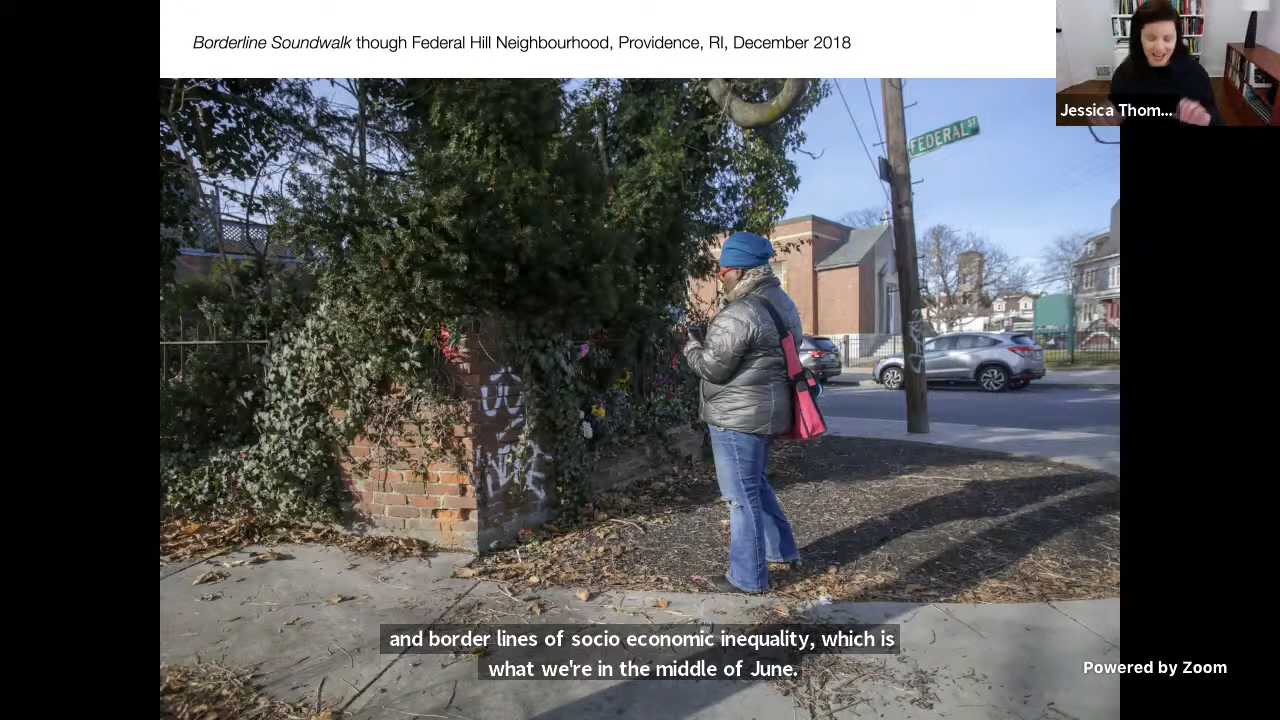 Borderline Soundwalk though Federal Hill Neighbourhood, Providence, RI, December 2018
Jessica Thom...
FEDERAL ST
and border lines of socio economic inequality, which is
what we're in the middle of June.
Powered by Zoom